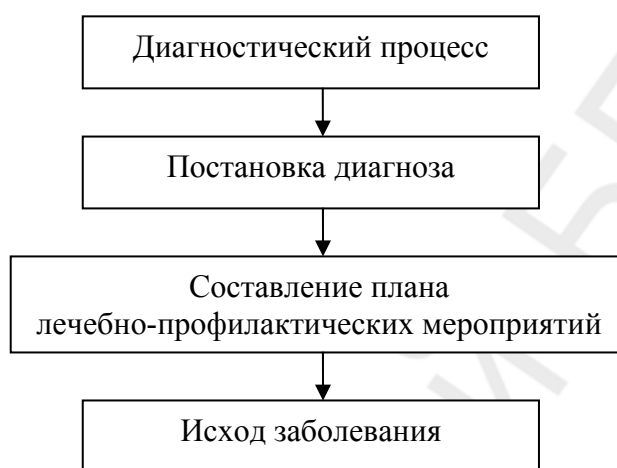 Диагностический процесс
Постановка диагноза
Составление плана
лечебно-профилактических мероприятий
Исход заболевания